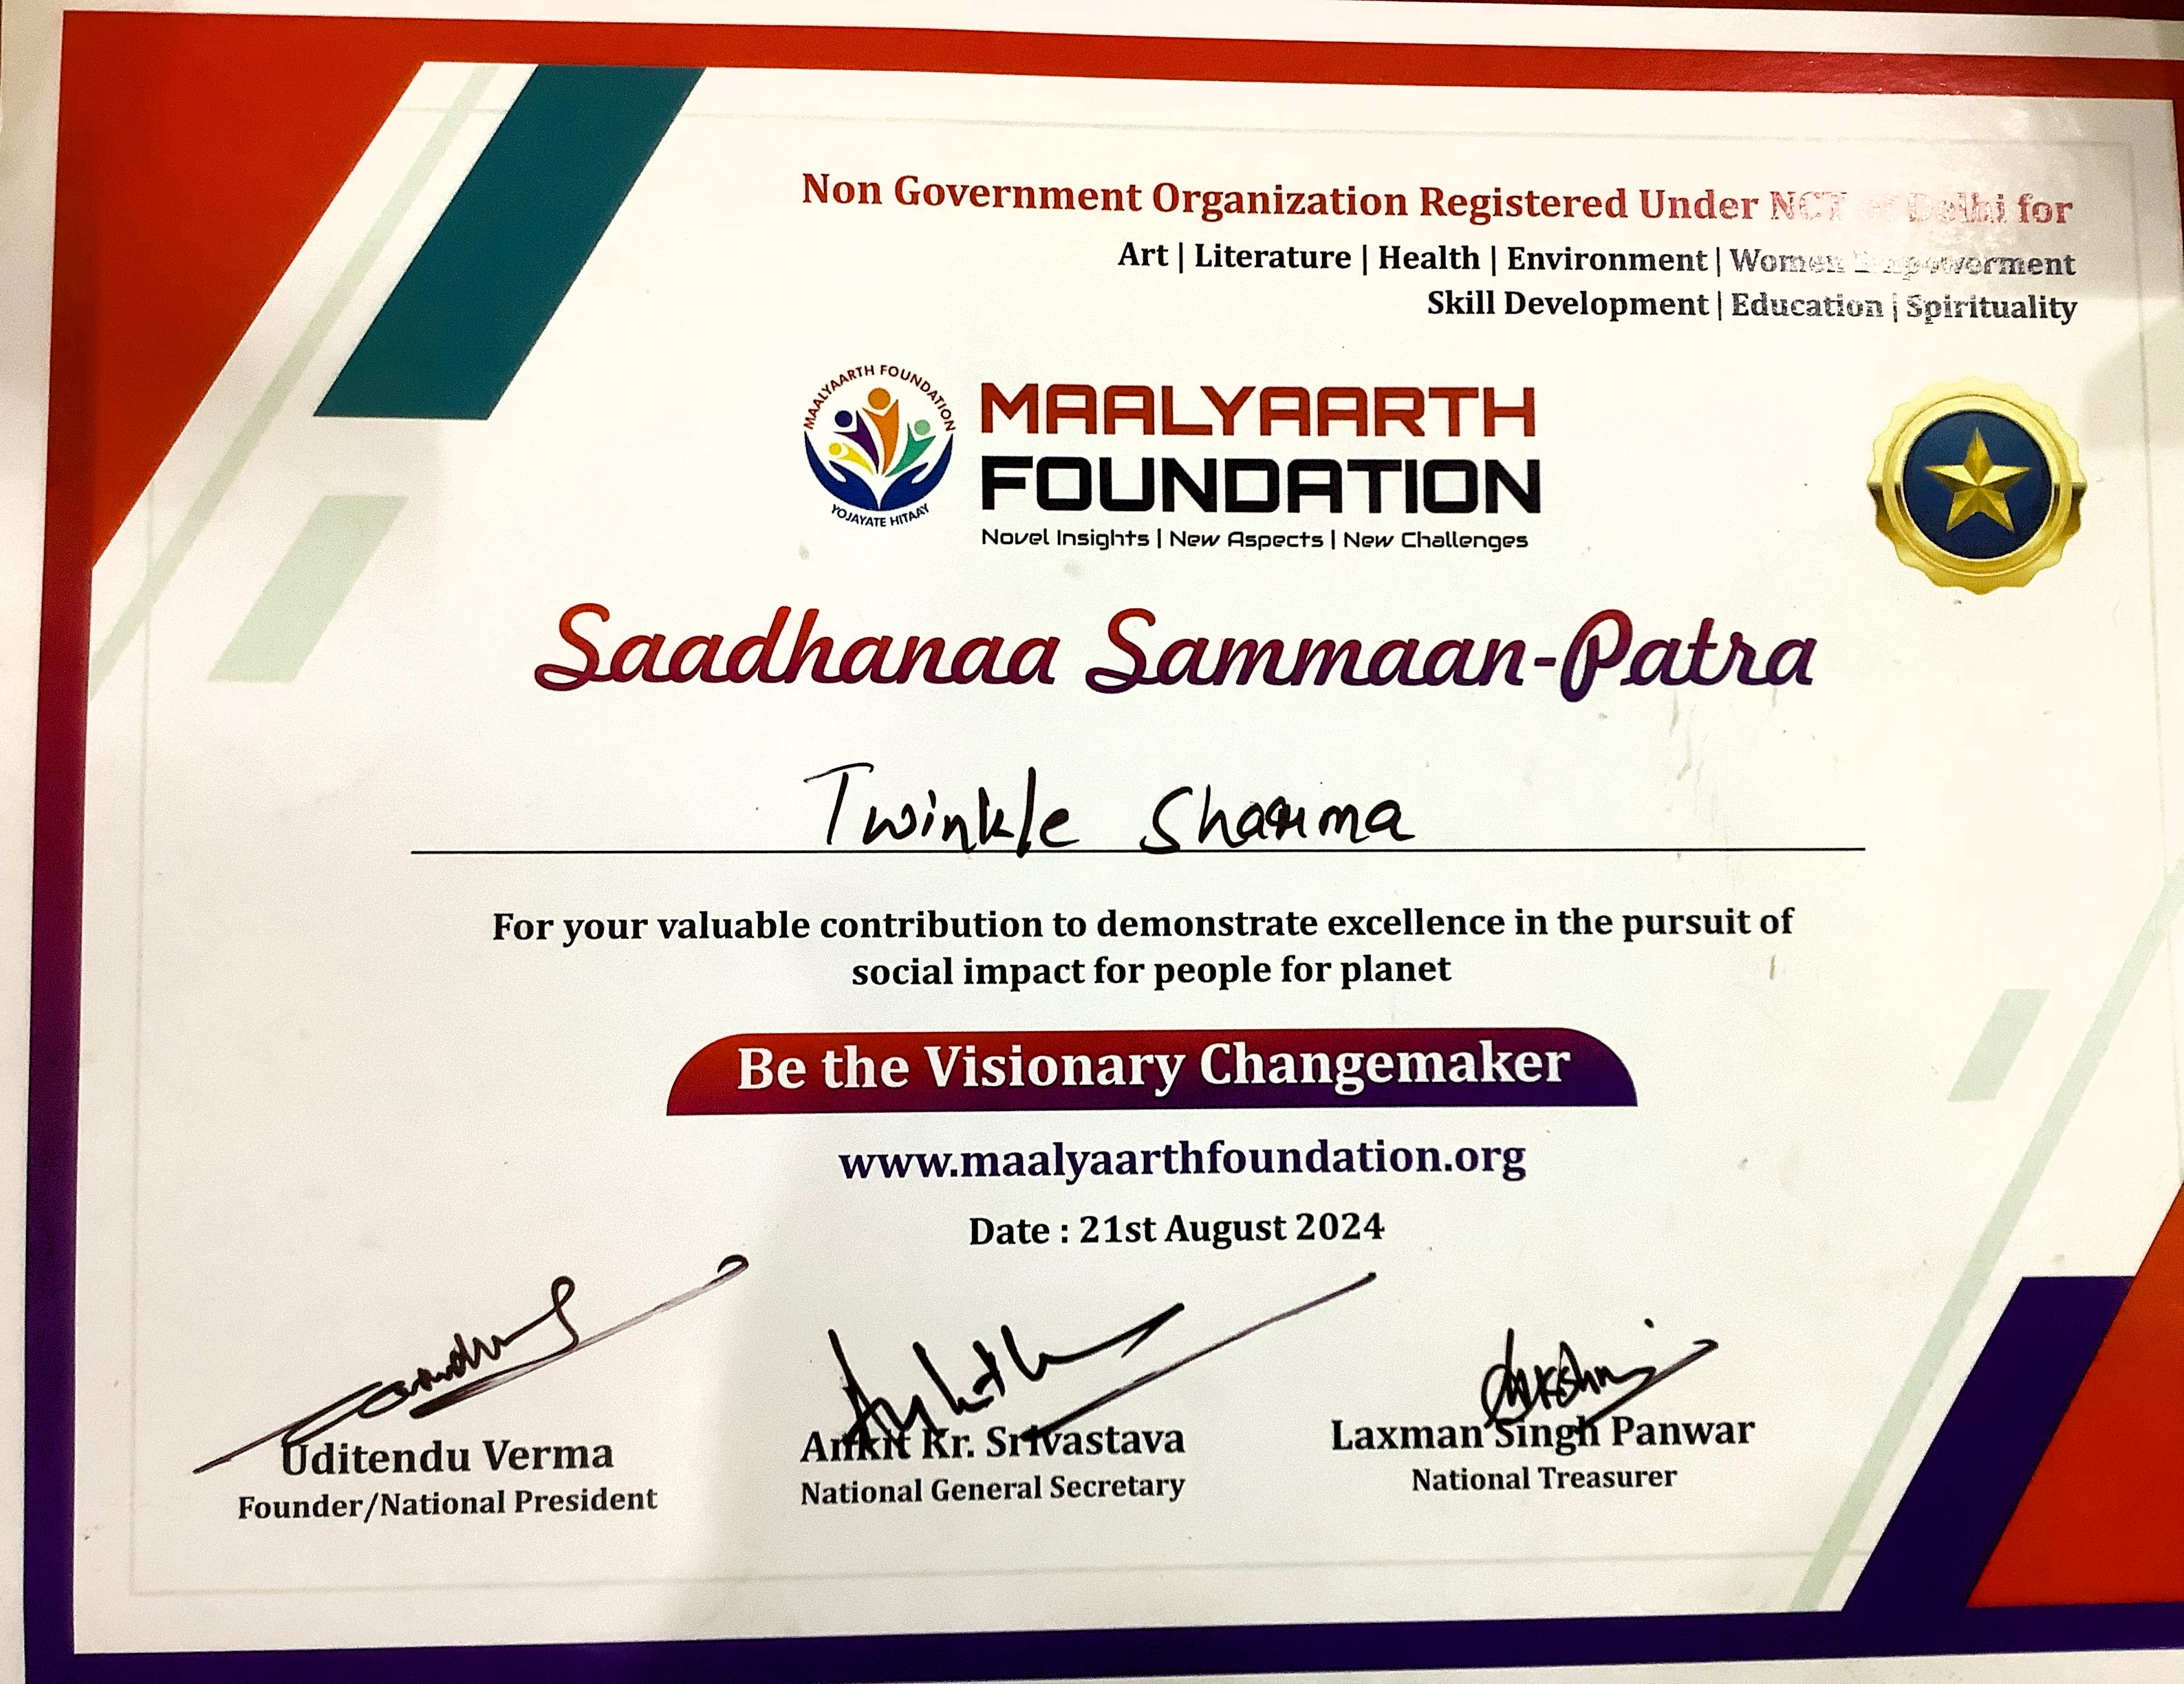 Non Government Organization Registered Under NCT of Delhi for
Art | Literature | Health | Environment | Women Empowerment
Skill Development | Education | Spirituality
MAALYAARTH FOUNDATION
YOJAYATE HITAAY
MAALYAARTH
FOUNDATION
Novel Insights | New Aspects | New Challenges
Saadhanaa Sammaan-Patra
Twinkle Sharma
For your valuable contribution to demonstrate excellence in the pursuit of
social impact for people for planet
Be the Visionary Changemaker
www.maalyaarthfoundation.org
Date : 21st August 2024
Uditendu Verma
Founder/National President
Ankit Kr. Srivastava
National General Secretary
Laxman Singh Panwar
National Treasurer